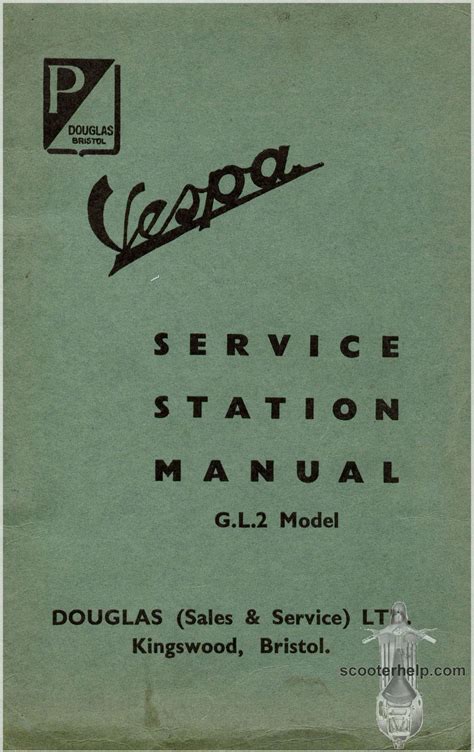 P
DOUGLAS
BRISTOL
Vespa
SERVICE
STATION
MANUAL
G.L.2 Model
DOUGLAS (Sales & Service) LTD.
Kingswood, Bristol.
scooterhelp.com